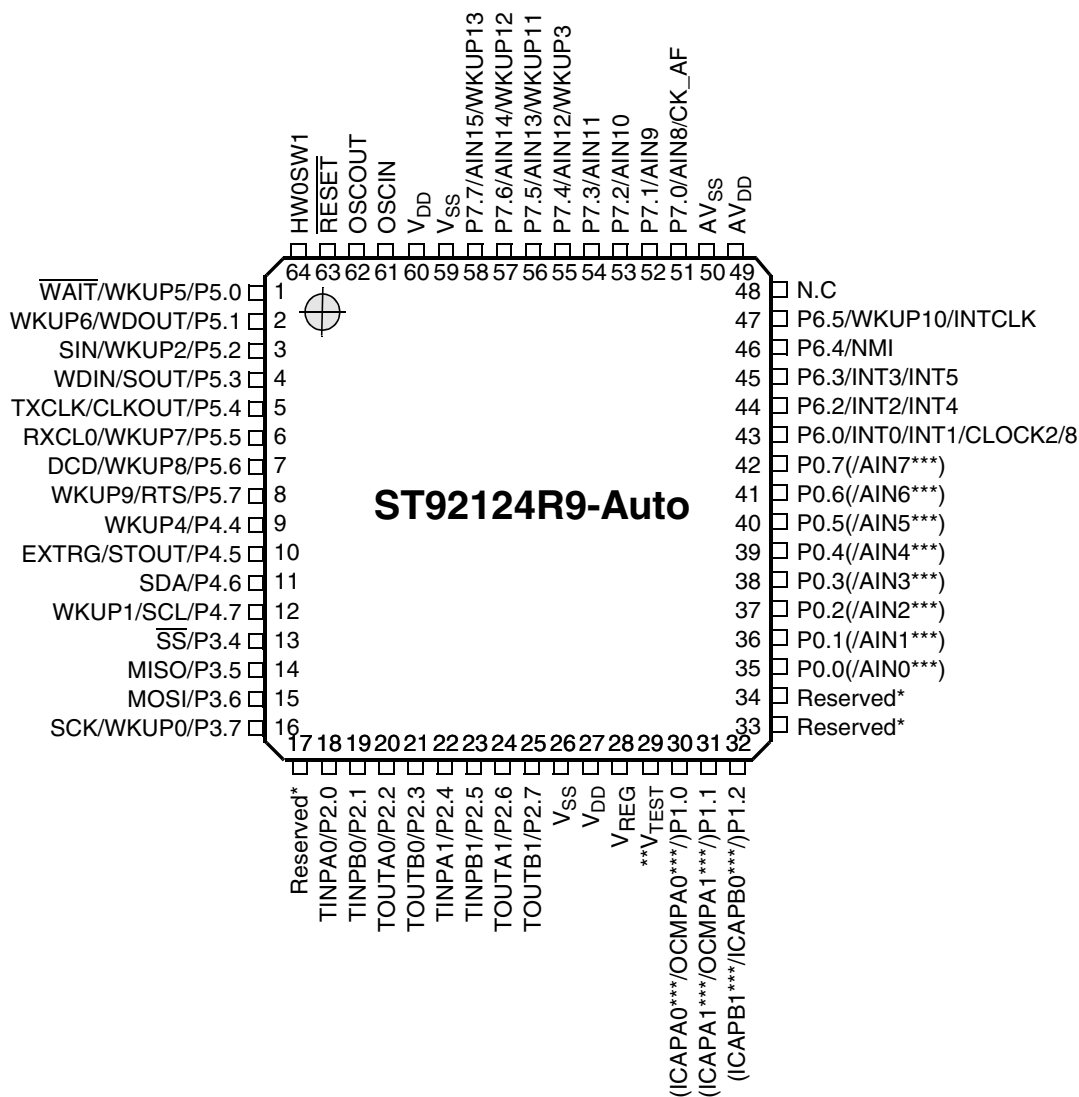 HW0SW1
RESET
OSCOUT
OSCIN
VDD
VSS
P7.7/AIN15/WKUP13
P7.6/AIN14/WKUP12
P7.5/AIN13/WKUP11
P7.4/AIN12/WKUP3
P7.3/AIN11
P7.2/AIN10
P7.1/AIN9
P7.0/AIN8/CK_AF
AVSS
AVDD
64 63 62 61 60 59 58 57 56 55 54 53 52 51 50 49
WAIT/WKUP5/P5.0 1
WKUP6/WDOUT/P5.1 2
SIN/WKUP2/P5.2 3
WDIN/SOUT/P5.3 4
TXCLK/CLKOUT/P5.4 5
RXCL0/WKUP7/P5.5 6
DCD/WKUP8/P5.6 7
WKUP9/RTS/P5.7 8
WKUP4/P4.4 9
EXTRG/STOUT/P4.5 10
SDA/P4.6 11
WKUP1/SCL/P4.7 12
SS/P3.4 13
MISO/P3.5 14
MOSI/P3.6 15
SCK/WKUP0/P3.7 16
ST92124R9-Auto
48 N.C
47 P6.5/WKUP10/INTCLK
46 P6.4/NMI
45 P6.3/INT3/INT5
44 P6.2/INT2/INT4
43 P6.0/INT0/INT1/CLOCK2/8
42 P0.7(/AIN7***)
41 P0.6(/AIN6***)
40 P0.5(/AIN5***)
39 P0.4(/AIN4***)
38 P0.3(/AIN3***)
37 P0.2(/AIN2***)
36 P0.1(/AIN1***)
35 P0.0(/AIN0***)
34 Reserved*
33 Reserved*
17 18 19 20 21 22 23 24 25 26 27 28 29 30 31 32
Reserved*
TINPA0/P2.0
TINPB0/P2.1
TOUTA0/P2.2
TOUTB0/P2.3
TINPA1/P2.4
TINPB1/P2.5
TOUTA1/P2.6
TOUTB1/P2.7
VSS
VDD
VREG
**VTEST
(ICAPA0***/OCMPA0***/)P1.0
(ICAPA1***/OCMPA1***/)P1.1
(ICAPB1***/ICAPB0***/)P1.2